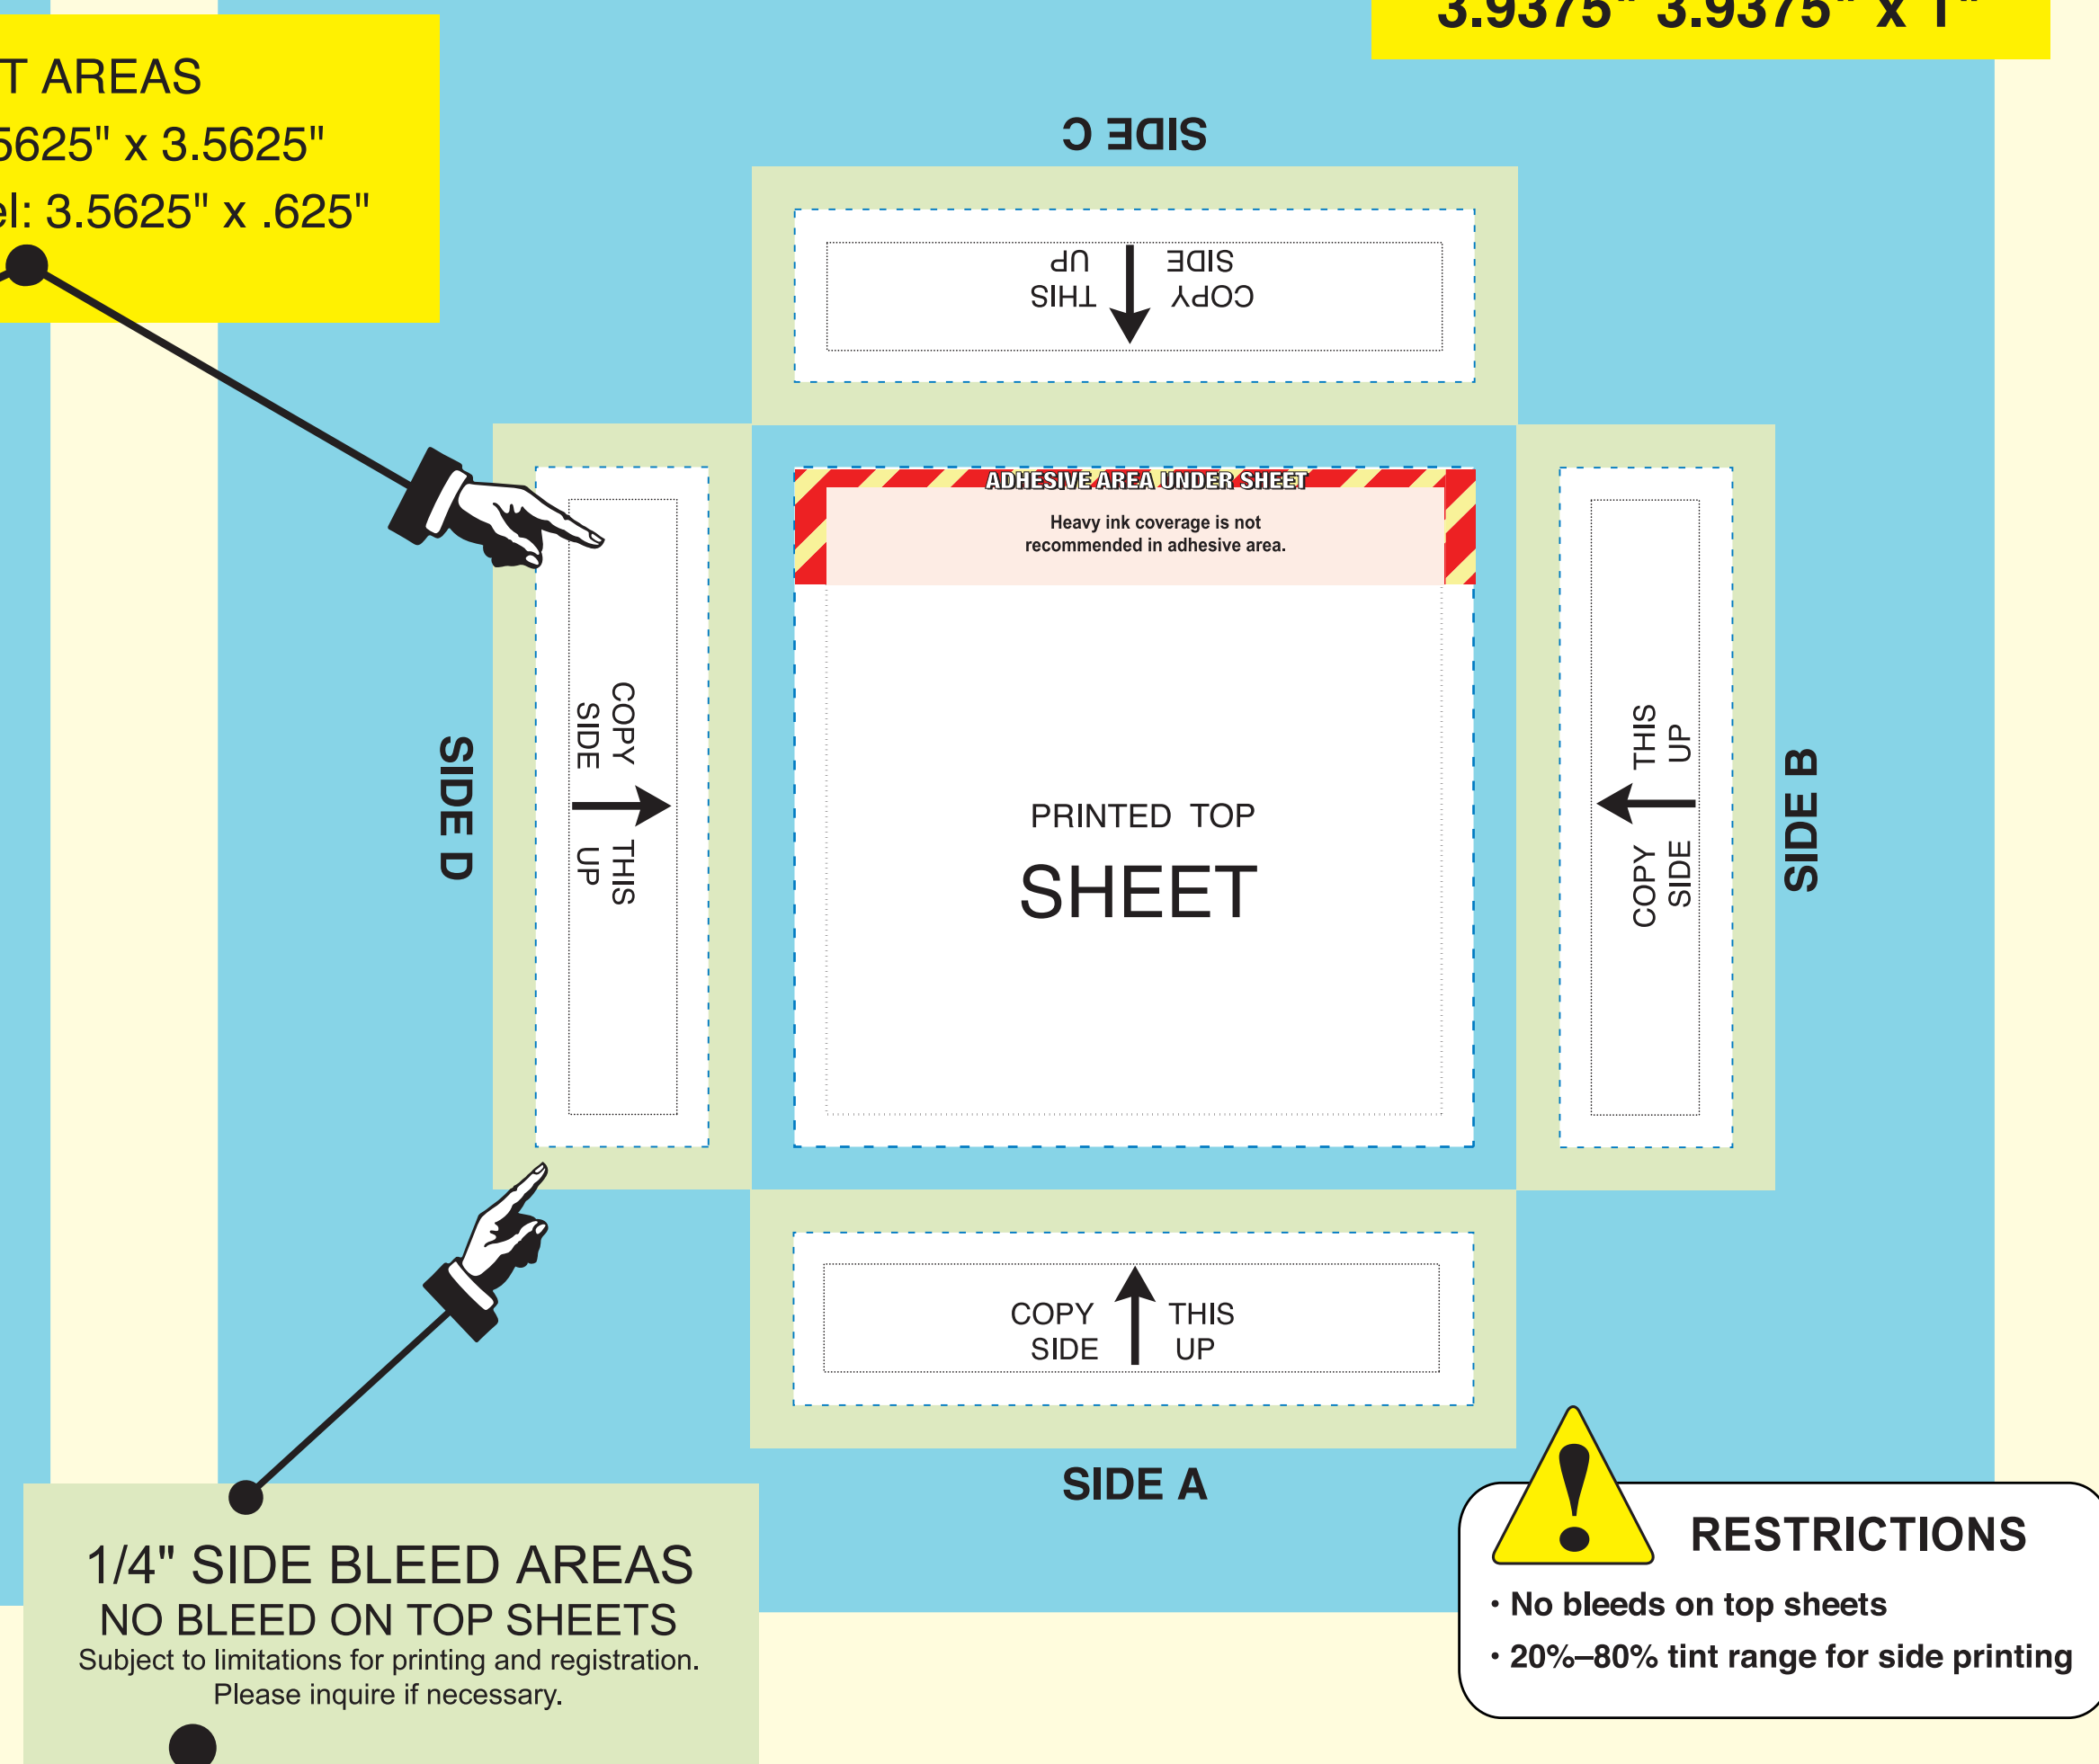 3.9375" 3.9375" x 1"
T AREAS
5625" x 3.5625"
el: 3.5625" x .625"
SIDE C
COPY THIS
SIDE UP
ADHESIVE AREA UNDER SHEET
Heavy ink coverage is not
recommended in adhesive area.
SIDE D
COPY THIS
SIDE UP
PRINTED TOP
SHEET
COPY THIS
SIDE UP
SIDE B
COPY THIS
SIDE UP
SIDE A
1/4" SIDE BLEED AREAS
NO BLEED ON TOP SHEETS
Subject to limitations for printing and registration.
Please inquire if necessary.
!
RESTRICTIONS
· No bleeds on top sheets
· 20%–80% tint range for side printing